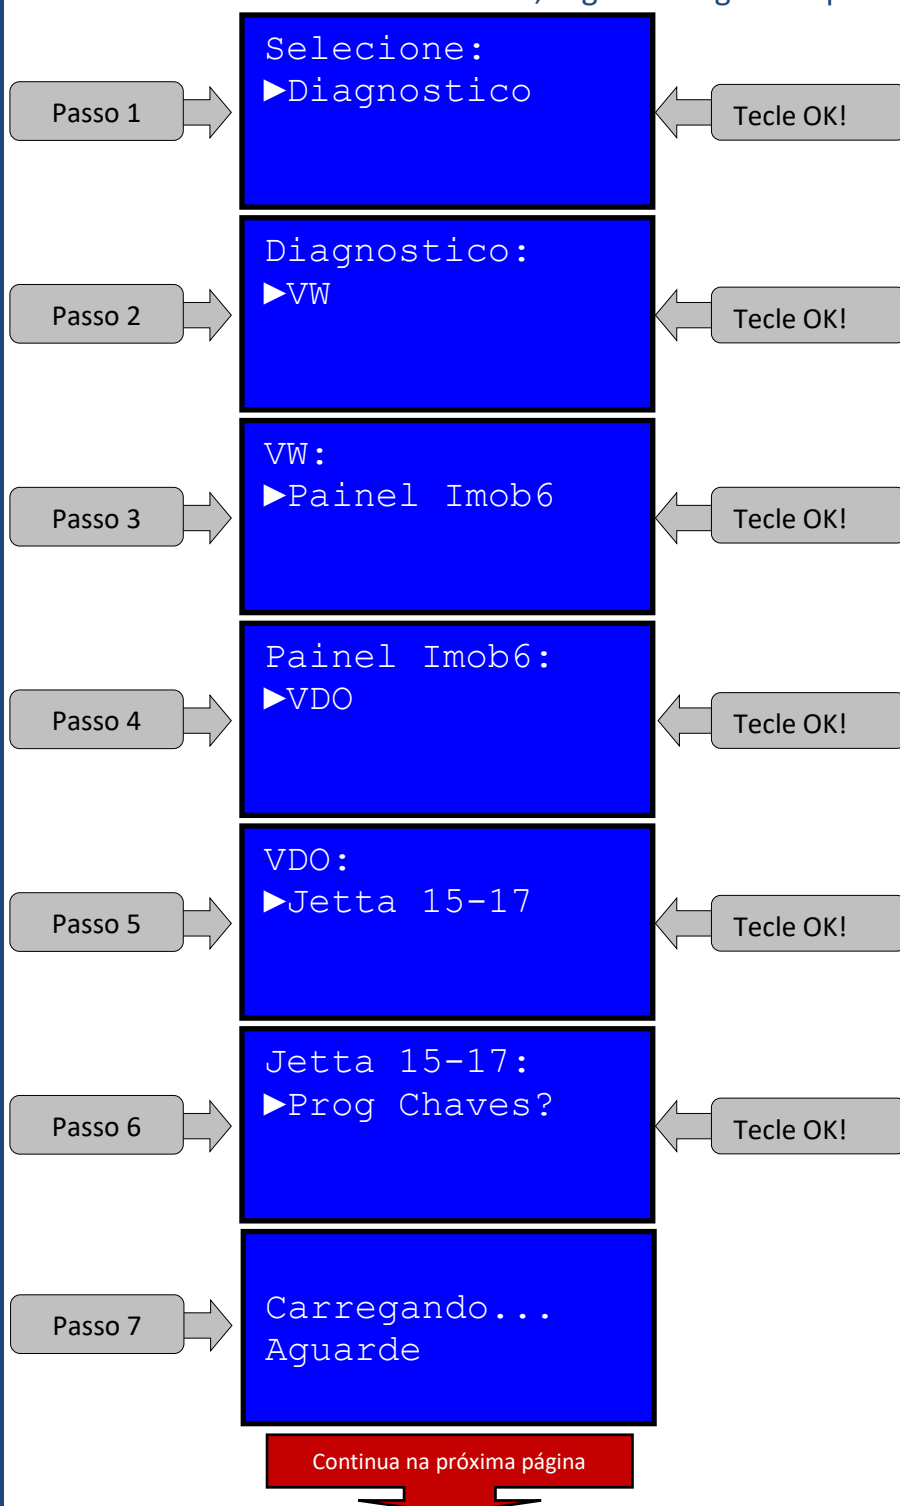 Selecione:
►Diagnostico
Passo 1
Tecle OK!
Diagnostico:
►VW
Passo 2
Tecle OK!
VW:
►Painel Imob6
Passo 3
Tecle OK!
Painel Imob6:
►VDO
Passo 4
Tecle OK!
VDO:
►Jetta 15-17
Passo 5
Tecle OK!
Jetta 15-17:
►Prog Chaves?
Passo 6
Tecle OK!
Carregando...
Aguarde
Passo 7
Continua na próxima página